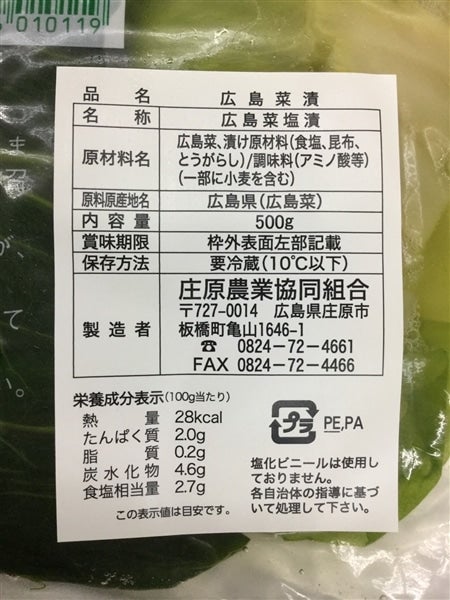 010119
品名 広島菜漬
名称 広島菜塩漬
原材料名 広島菜、漬け原材料(食塩、昆布、
とうがらし)/調味料(アミノ酸等)
(一部に小麦を含む)
原料原産地名 広島県(広島菜)
内容量 500g
賞味期限 枠外表面左部記載
保存方法 要冷蔵(10℃以下)
製造者 庄原農業協同組合
〒727-0014 広島県庄原市
板橋町亀山1646-1
☎ 0824-72-4661
FAX 0824-72-4466
栄養成分表示(100g当たり)
熱量 28kcal
たんぱく質 2.0g
脂質 0.2g
炭水化物 4.6g
食塩相当量 2.7g
この表示値は目安です。
プラ PE,PA
塩化ビニールは使用し
ておりません。
各自治体の指導に基づ
いて処理して下さい。